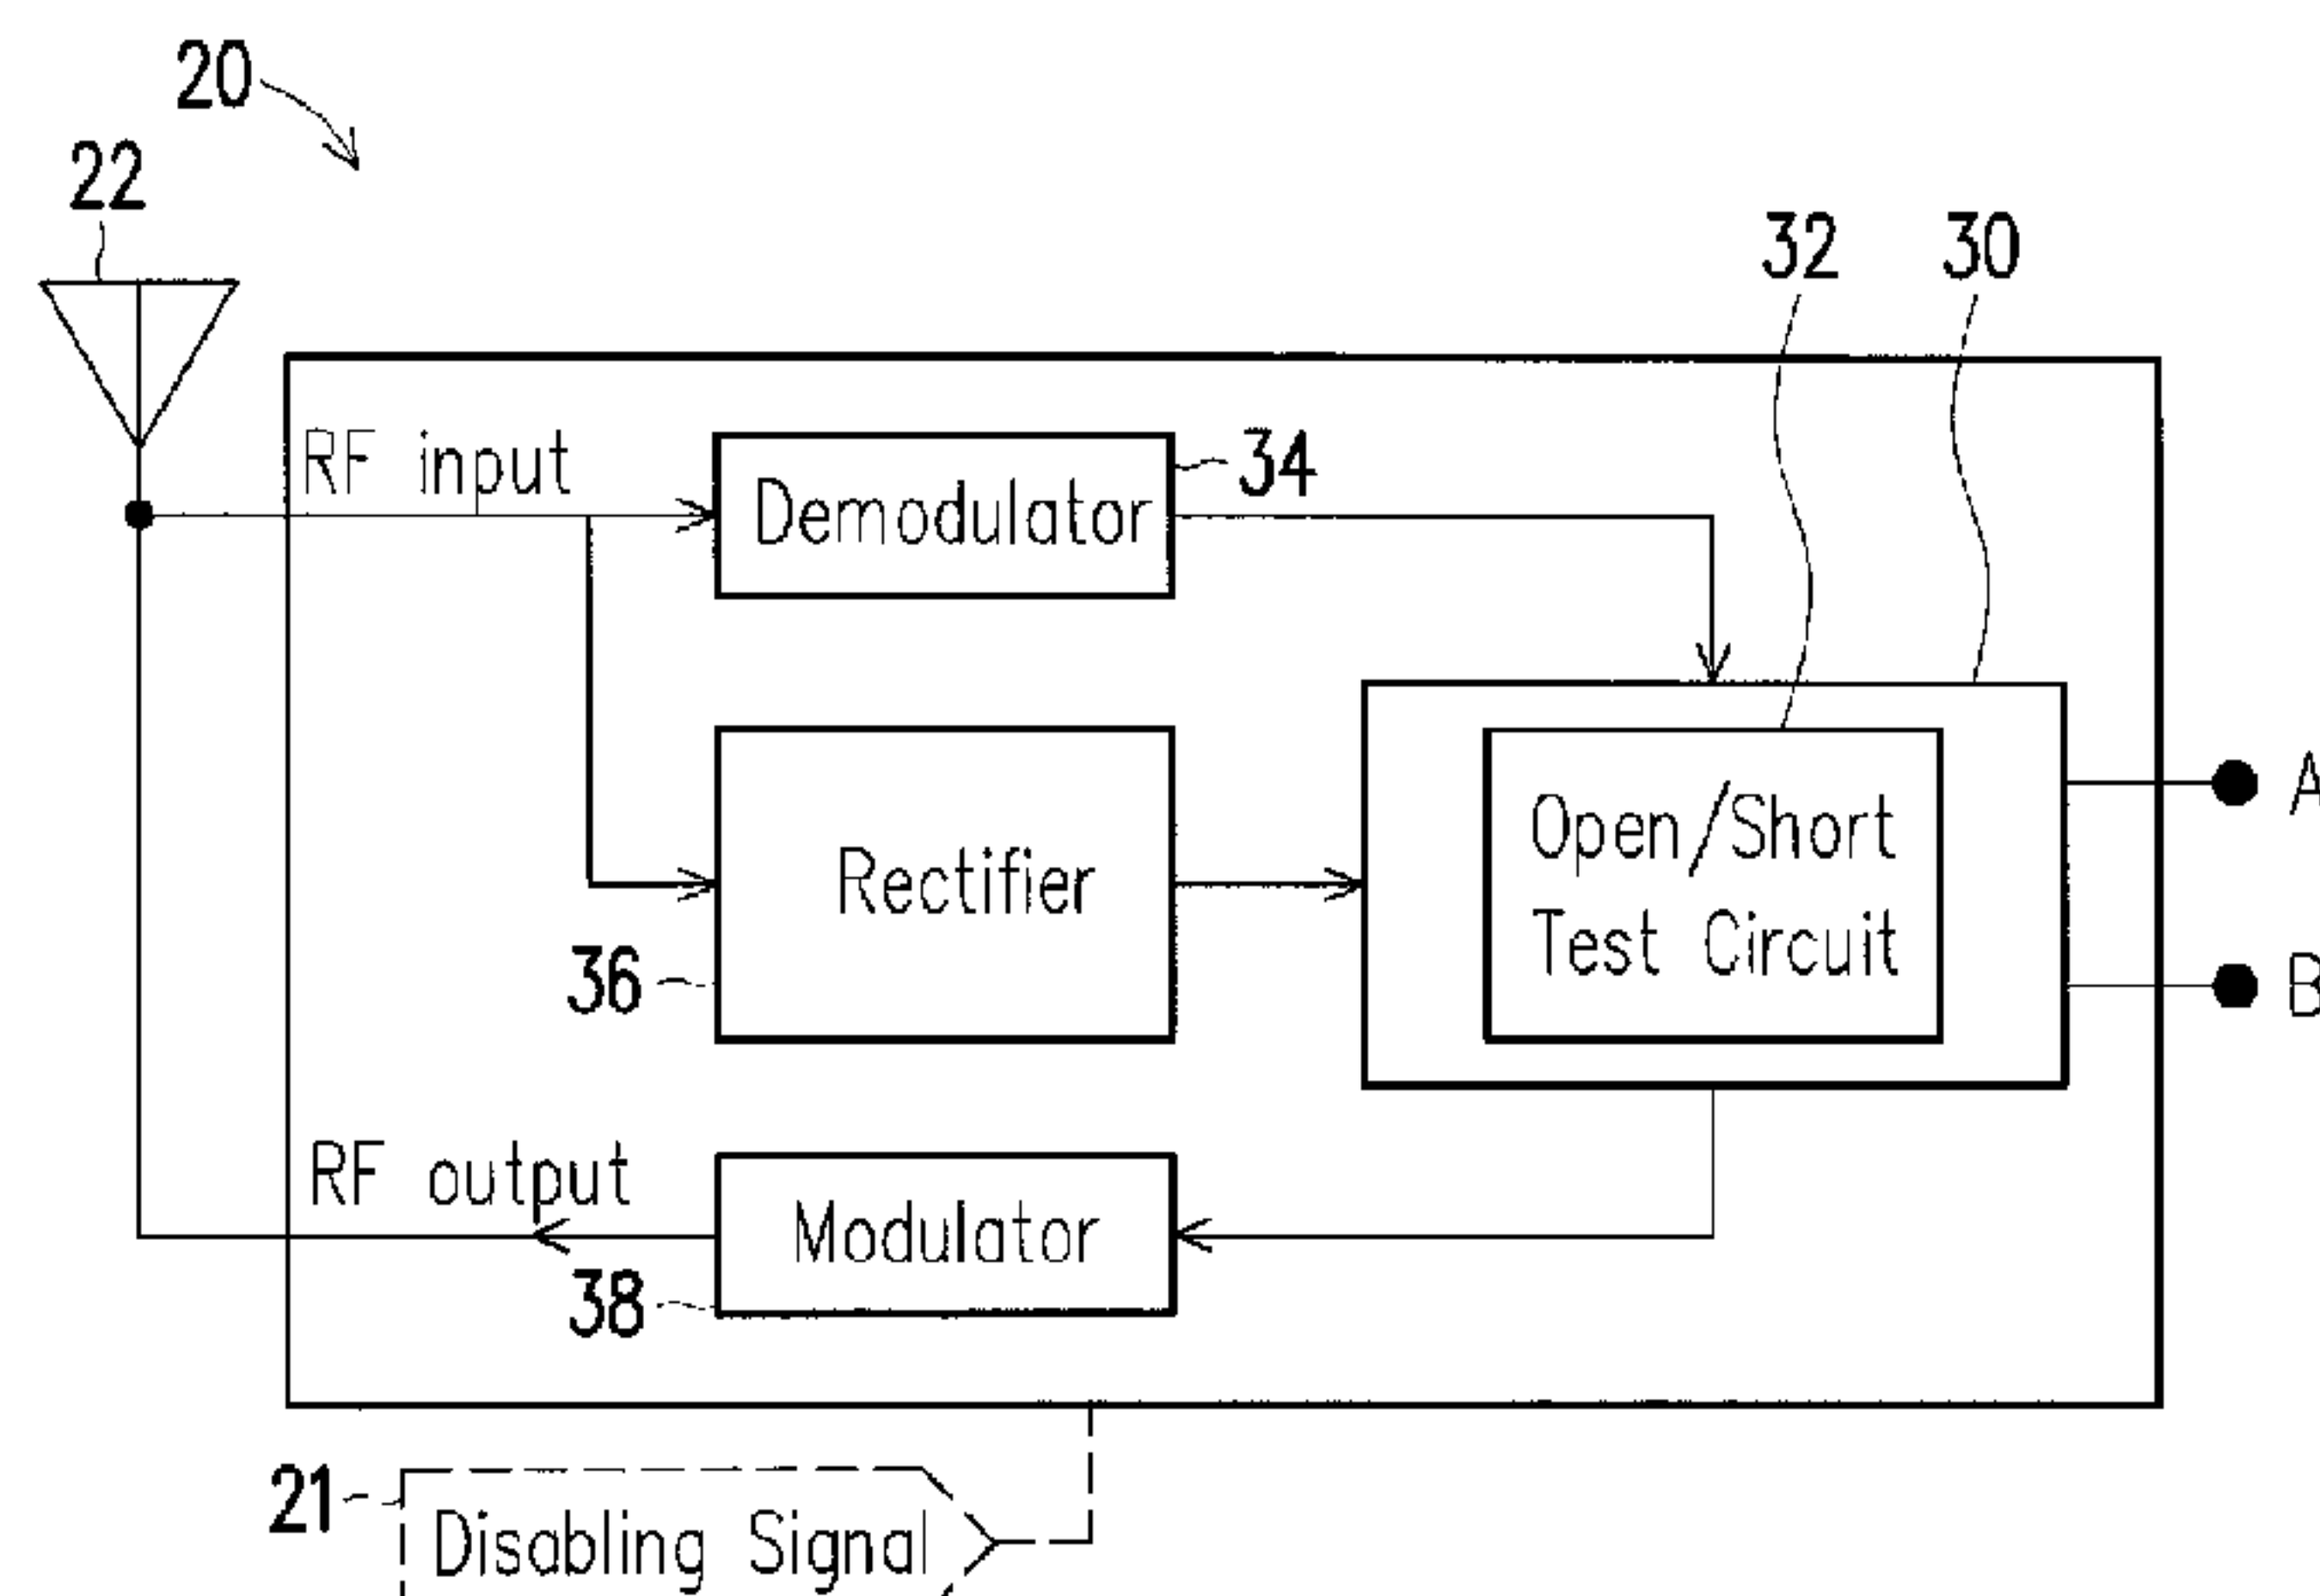 20
22
32 30
RF input
34
Demodulator
Rectifier
36
Open/Short
Test Circuit
A
B
RF output
Modulator
38
21
Disabling Signal